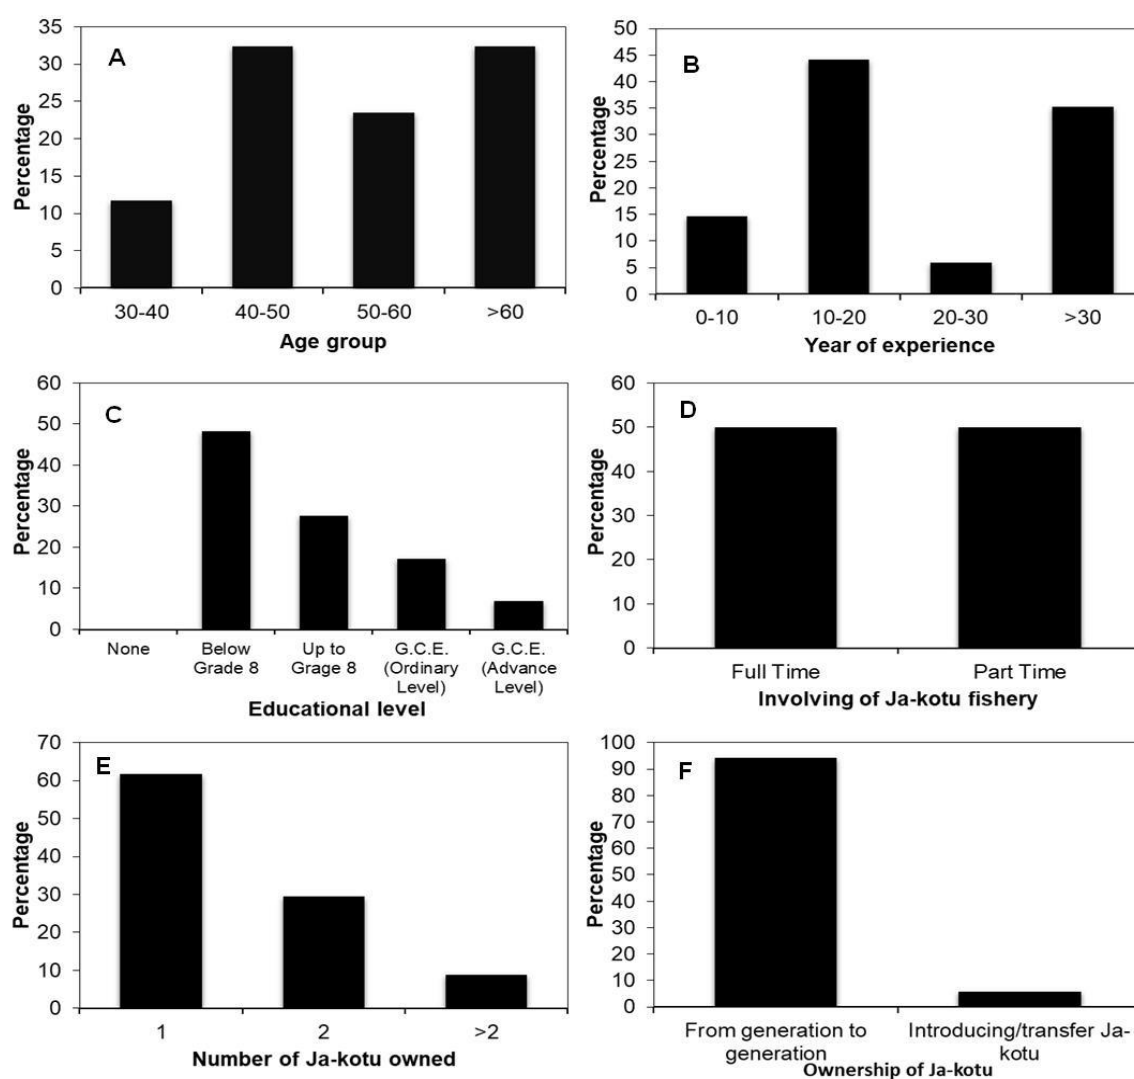 A
Percentage
35
30
25
20
15
10
5
0
30-40 40-50 50-60 >60
Age group
B
Percentage
50
45
40
35
30
25
20
15
10
5
0
0-10 10-20 20-30 >30
Year of experience
C
Percentage
60
50
40
30
20
10
0
None Below Up to G.C.E. G.C.E.
Grade 8 Grage 8 (Ordinary (Advance
Level) Level)
Educational level
D
Percentage
60
50
40
30
20
10
0
Full Time Part Time
Involving of Ja-kotu fishery
E
Percentage
70
60
50
40
30
20
10
0
1 2 >2
Number of Ja-kotu owned
F
Percentage
100
90
80
70
60
50
40
30
20
10
0
From generation to Introducing/transfer Ja-
generation kotu
Ownership of Ja-kotu